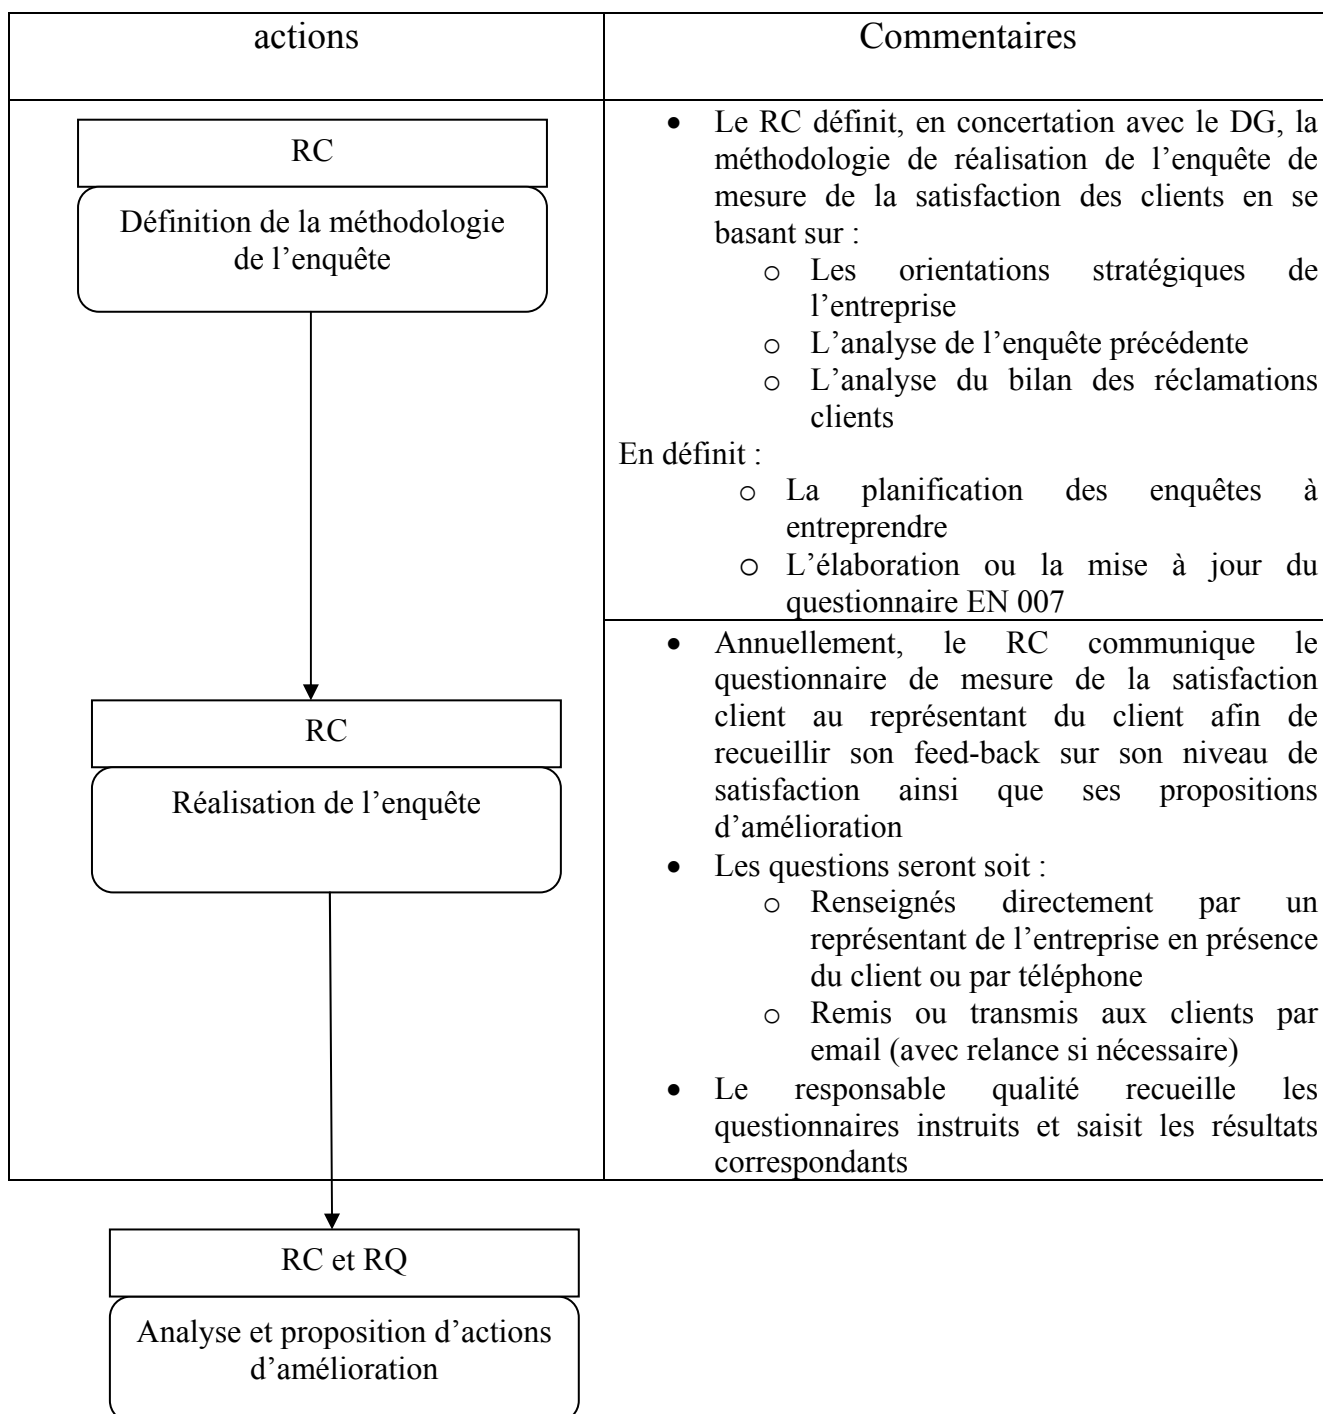 actions
Commentaires
RC
Définition de la méthodologie
de l’enquête
• Le RC définit, en concertation avec le DG, la
méthodologie de réalisation de l’enquête de
mesure de la satisfaction des clients en se
basant sur :
o Les orientations stratégiques de
l’entreprise
o L’analyse de l’enquête précédente
o L’analyse du bilan des réclamations
clients
En définit :
o La planification des enquêtes à
entreprendre
o L’élaboration ou la mise à jour du
questionnaire EN 007
RC
Réalisation de l’enquête
• Annuellement, le RC communique le
questionnaire de mesure de la satisfaction
client au représentant du client afin de
recueillir son feed-back sur son niveau de
satisfaction ainsi que ses propositions
d’amélioration
• Les questions seront soit :
o Renseignés directement par un
représentant de l’entreprise en présence
du client ou par téléphone
o Remis ou transmis aux clients par
email (avec relance si nécessaire)
• Le responsable qualité recueille les
questionnaires instruits et saisit les résultats
correspondants
RC et RQ
Analyse et proposition d’actions
d’amélioration